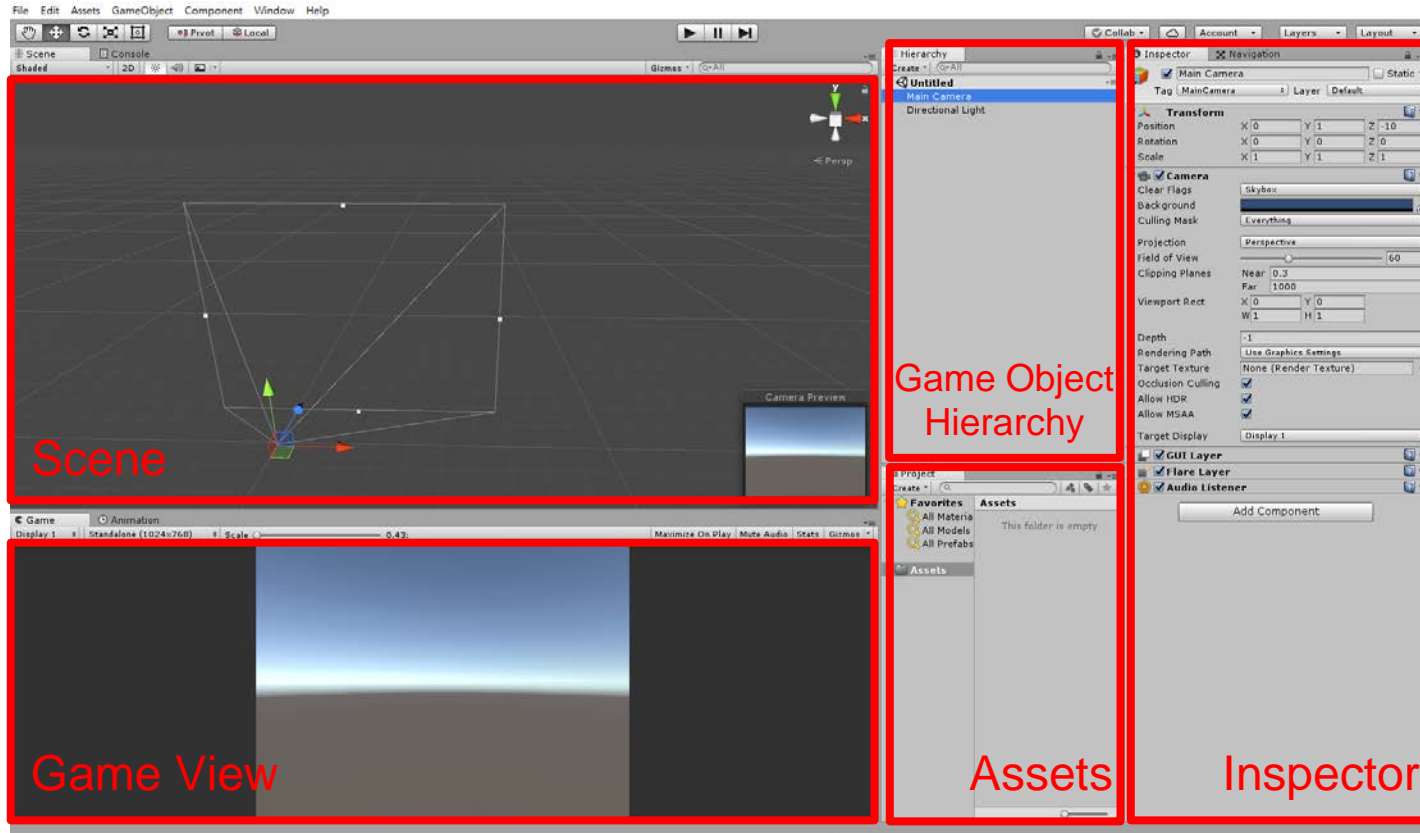 File Edit Assets GameObject Component Window Help
Pivot Local
Collab Account Layers Layout
Scene Console
Shaded 2D Gizmos All
y
x
Persp
Camera Preview
Scene
Game Animation
Display 1 Standalone (1024x768) Scale 0.43: Maximize On Play Mute Audio Stats Gizmos
Game View
Hierarchy
Create All
Untitled
Main Camera
Directional Light
Game Object
Hierarchy
Project
Create
Favorites
All Materia
All Models
All Prefabs
Assets
Assets
This folder is empty
Assets
Inspector Navigation
Main Camera Static
Tag MainCamera Layer Default
Transform
Position X 0 Y 1 Z -10
Rotation X 0 Y 0 Z 0
Scale X 1 Y 1 Z 1
Camera
Clear Flags Skybox
Background
Culling Mask Everything
Projection Perspective
Field of View 60
Clipping Planes Near 0.3
Far 1000
Viewport Rect X 0 Y 0
W 1 H 1
Depth -1
Rendering Path Use Graphics Settings
Target Texture None (Render Texture)
Occlusion Culling
Allow HDR
Allow MSAA
Target Display Display 1
GUI Layer
Flare Layer
Audio Listener
Add Component
Inspector